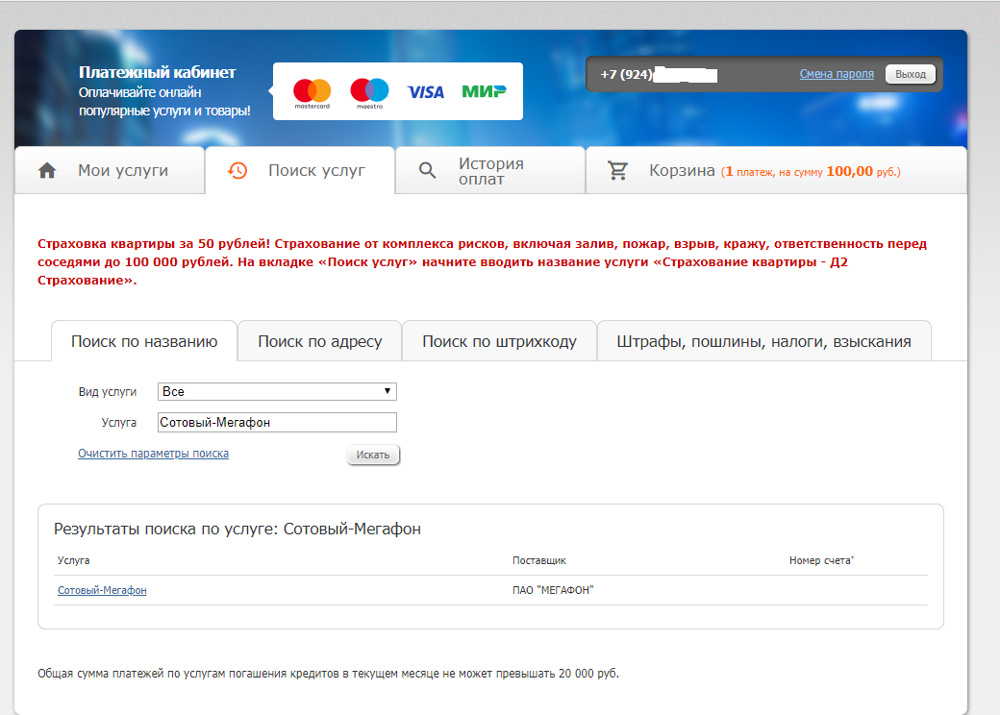 Платежный кабинет
Оплачивайте онлайн
популярные услуги и товары!
mastercard
maestro
VISA
МИР
+7 (924)
Смена пароля
Выход
Мои услуги
Поиск услуг
История
оплат
Корзина (1 платеж, на сумму 100,00 руб.)
Страховка квартиры за 50 рублей! Страхование от комплекса рисков, включая залив, пожар, взрыв, кражу, ответственность перед
соседями до 100 000 рублей. На вкладке «Поиск услуг» начните вводить название услуги «Страхование квартиры - Д2
Страхование».
Поиск по названию
Поиск по адресу
Поиск по штрихкоду
Штрафы, пошлины, налоги, взыскания
Вид услуги
Все
Услуга
Сотовый-Мегафон
Очистить параметры поиска
Искать
Результаты поиска по услуге: Сотовый-Мегафон
Услуга
Поставщик
Номер счета*
Сотовый-Мегафон
ПАО "МЕГАФОН"
Общая сумма платежей по услугам погашения кредитов в текущем месяце не может превышать 20 000 руб.